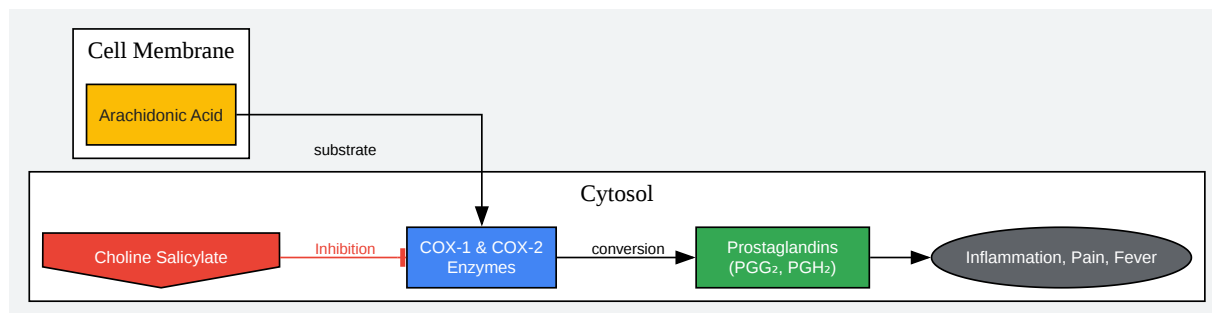 Cell Membrane
Arachidonic Acid
substrate
Cytosol
Choline Salicylate
Inhibition
COX-1 & COX-2
Enzymes
conversion
Prostaglandins
(PGG₂, PGH₂)
Inflammation, Pain, Fever